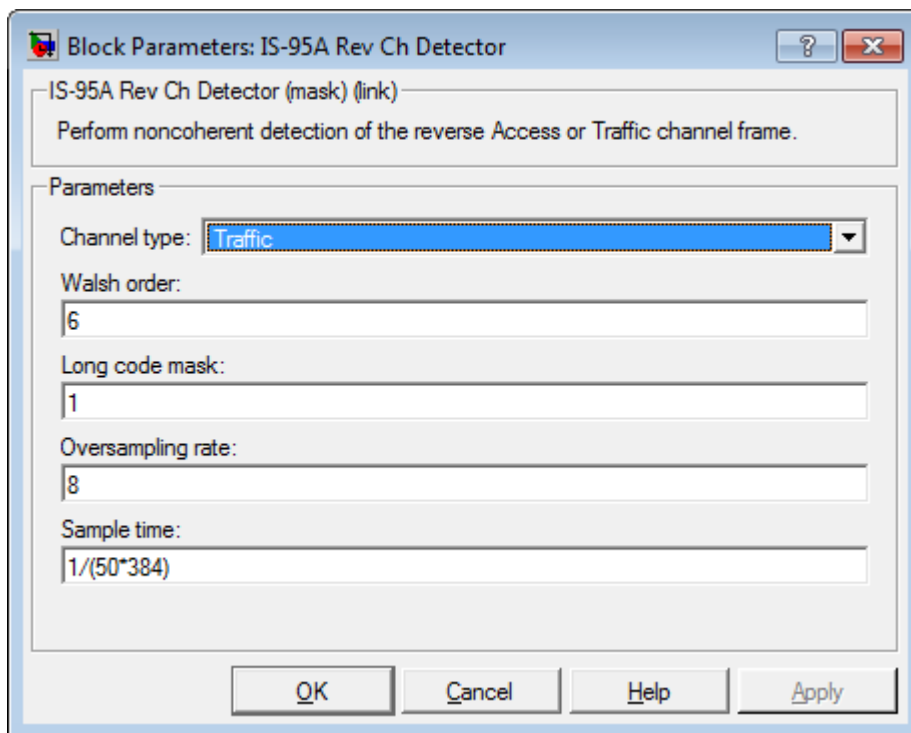 Block Parameters: IS-95A Rev Ch Detector
?
IS-95A Rev Ch Detector (mask) (link)
Perform noncoherent detection of the reverse Access or Traffic channel frame.
Parameters
Channel type: Traffic
Walsh order:
6
Long code mask:
1
Oversampling rate:
8
Sample time:
1/(50*384)
OK Cancel Help Apply